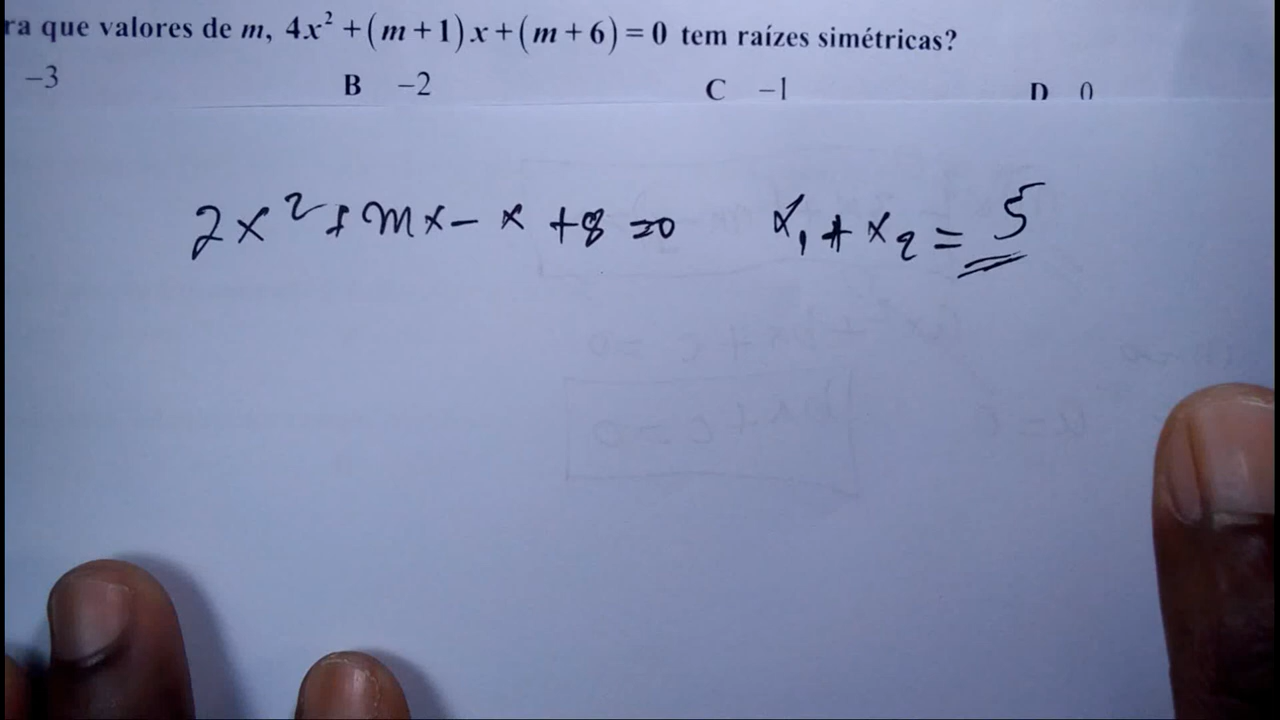 ra que valores de m, 4x² + (m + 1) x + (m + 6) = 0 tem raízes simétricas?
−3 B −2 C −1 D 0
2x² + mx − x + 8 = 0 x₁ + x₂ = 5